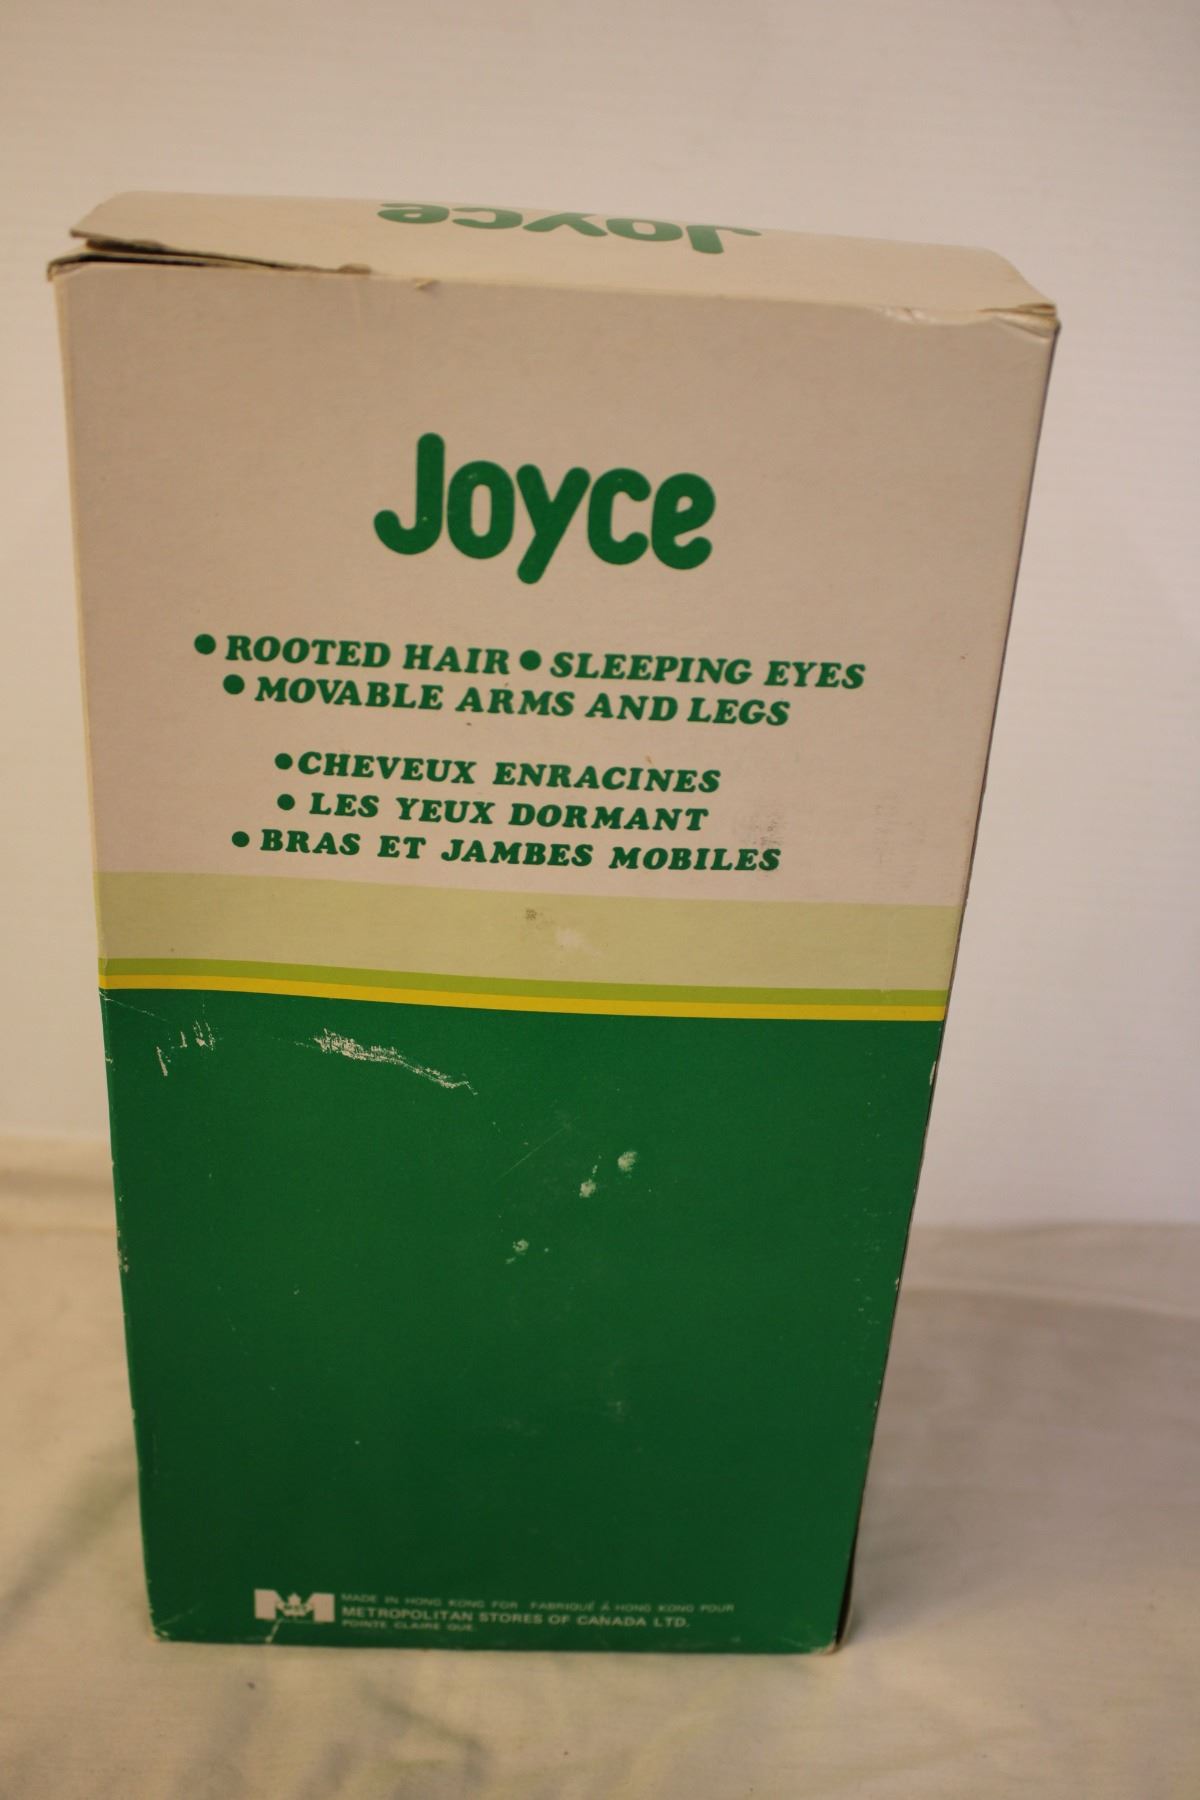 Joyce
Joyce
• ROOTED HAIR • SLEEPING EYES
• MOVABLE ARMS AND LEGS
• CHEVEUX ENRACINES
• LES YEUX DORMANT
• BRAS ET JAMBES MOBILES
MADE IN HONG KONG FOR FABRIQUÉ À HONG KONG POUR
METROPOLITAN STORES OF CANADA LTD.
POINTE CLAIRE QUE.